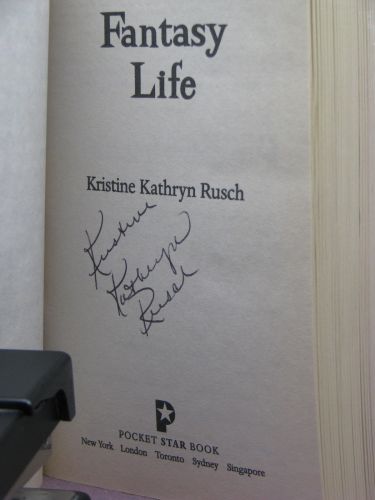 Fantasy
Life
Kristine Kathryn Rusch
Kristine
Kathryn
Rusch
P
POCKET STAR BOOK
New York London Toronto Sydney Singapore